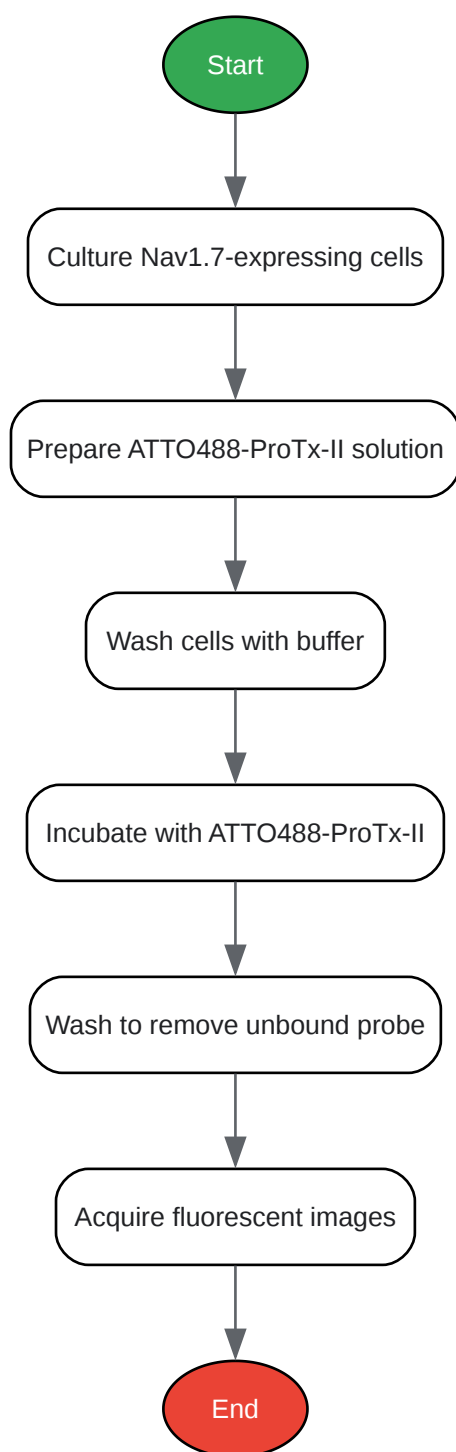 Start
Culture Nav1.7-expressing cells
Prepare ATTO488-ProTx-II solution
Wash cells with buffer
Incubate with ATTO488-ProTx-II
Wash to remove unbound probe
Acquire fluorescent images
End